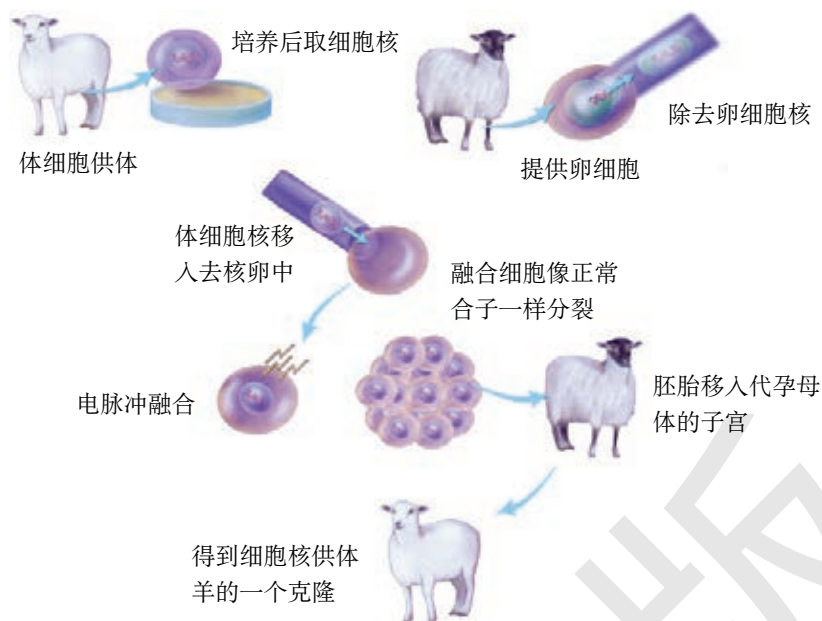 培养后取细胞核
除去卵细胞核
体细胞供体
提供卵细胞
体细胞核移
入去核卵中
融合细胞像正常
合子一样分裂
电脉冲融合
胚胎移入代孕母
体的子宫
得到细胞核供体
羊的一个克隆
版